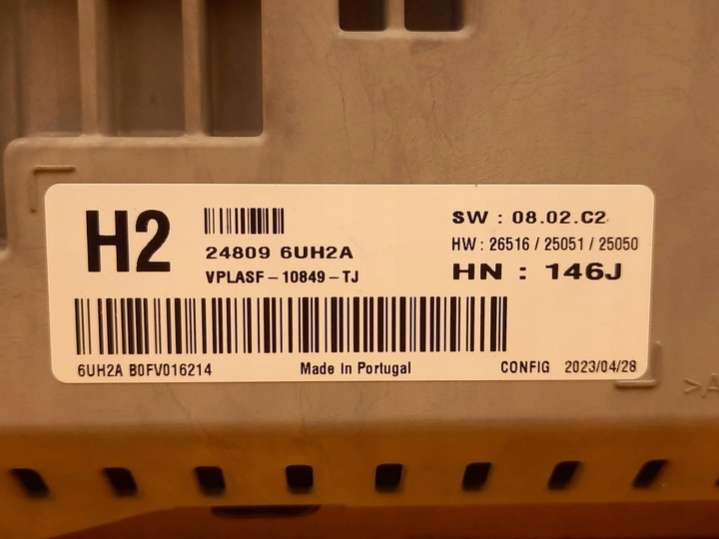 H2
24809 6UH2A
VPLASF-10849-TJ
SW : 08.02.C2
HW : 26516 / 25051 / 25050
HN : 146J
6UH2A B0FV016214
Made In Portugal
CONFIG 2023/04/28